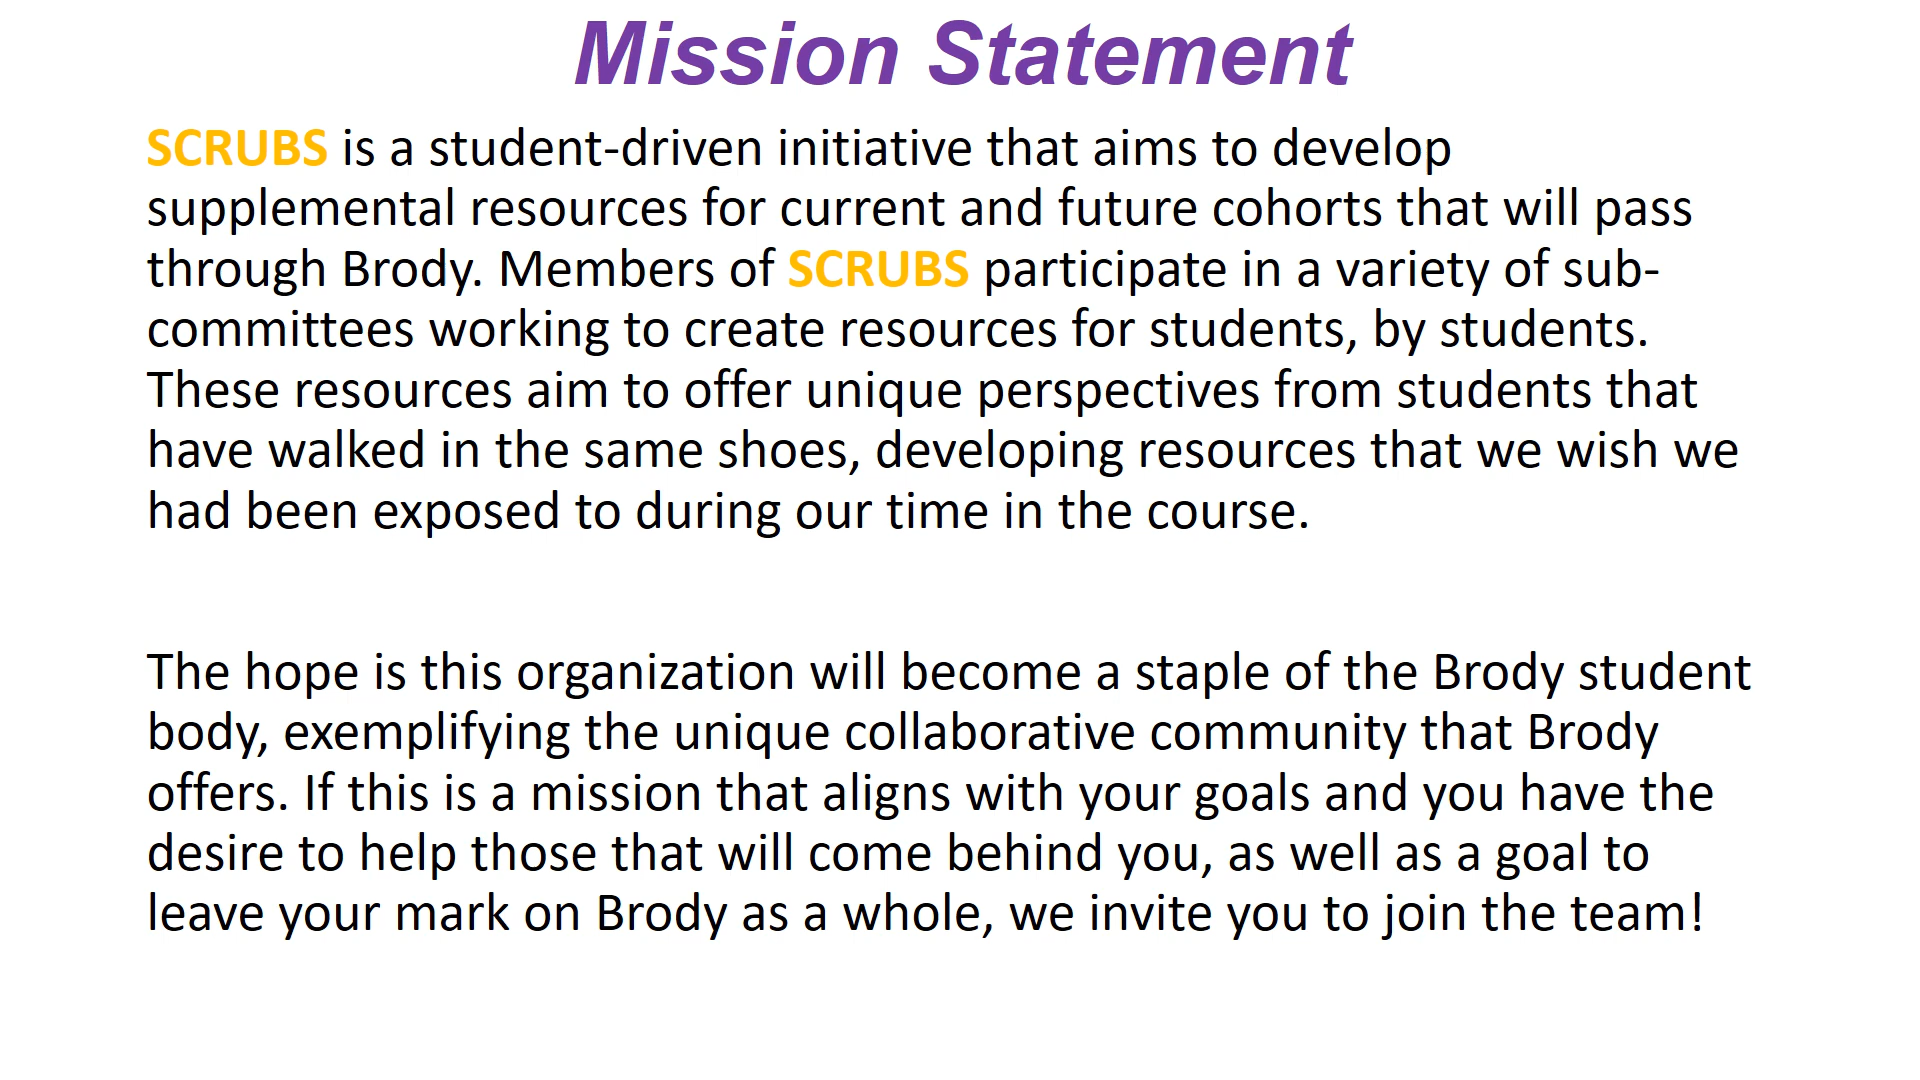 Mission Statement
SCRUBS is a student-driven initiative that aims to develop
supplemental resources for current and future cohorts that will pass
through Brody. Members of SCRUBS participate in a variety of sub-
committees working to create resources for students, by students.
These resources aim to offer unique perspectives from students that
have walked in the same shoes, developing resources that we wish we
had been exposed to during our time in the course.
The hope is this organization will become a staple of the Brody student
body, exemplifying the unique collaborative community that Brody
offers. If this is a mission that aligns with your goals and you have the
desire to help those that will come behind you, as well as a goal to
leave your mark on Brody as a whole, we invite you to join the team!